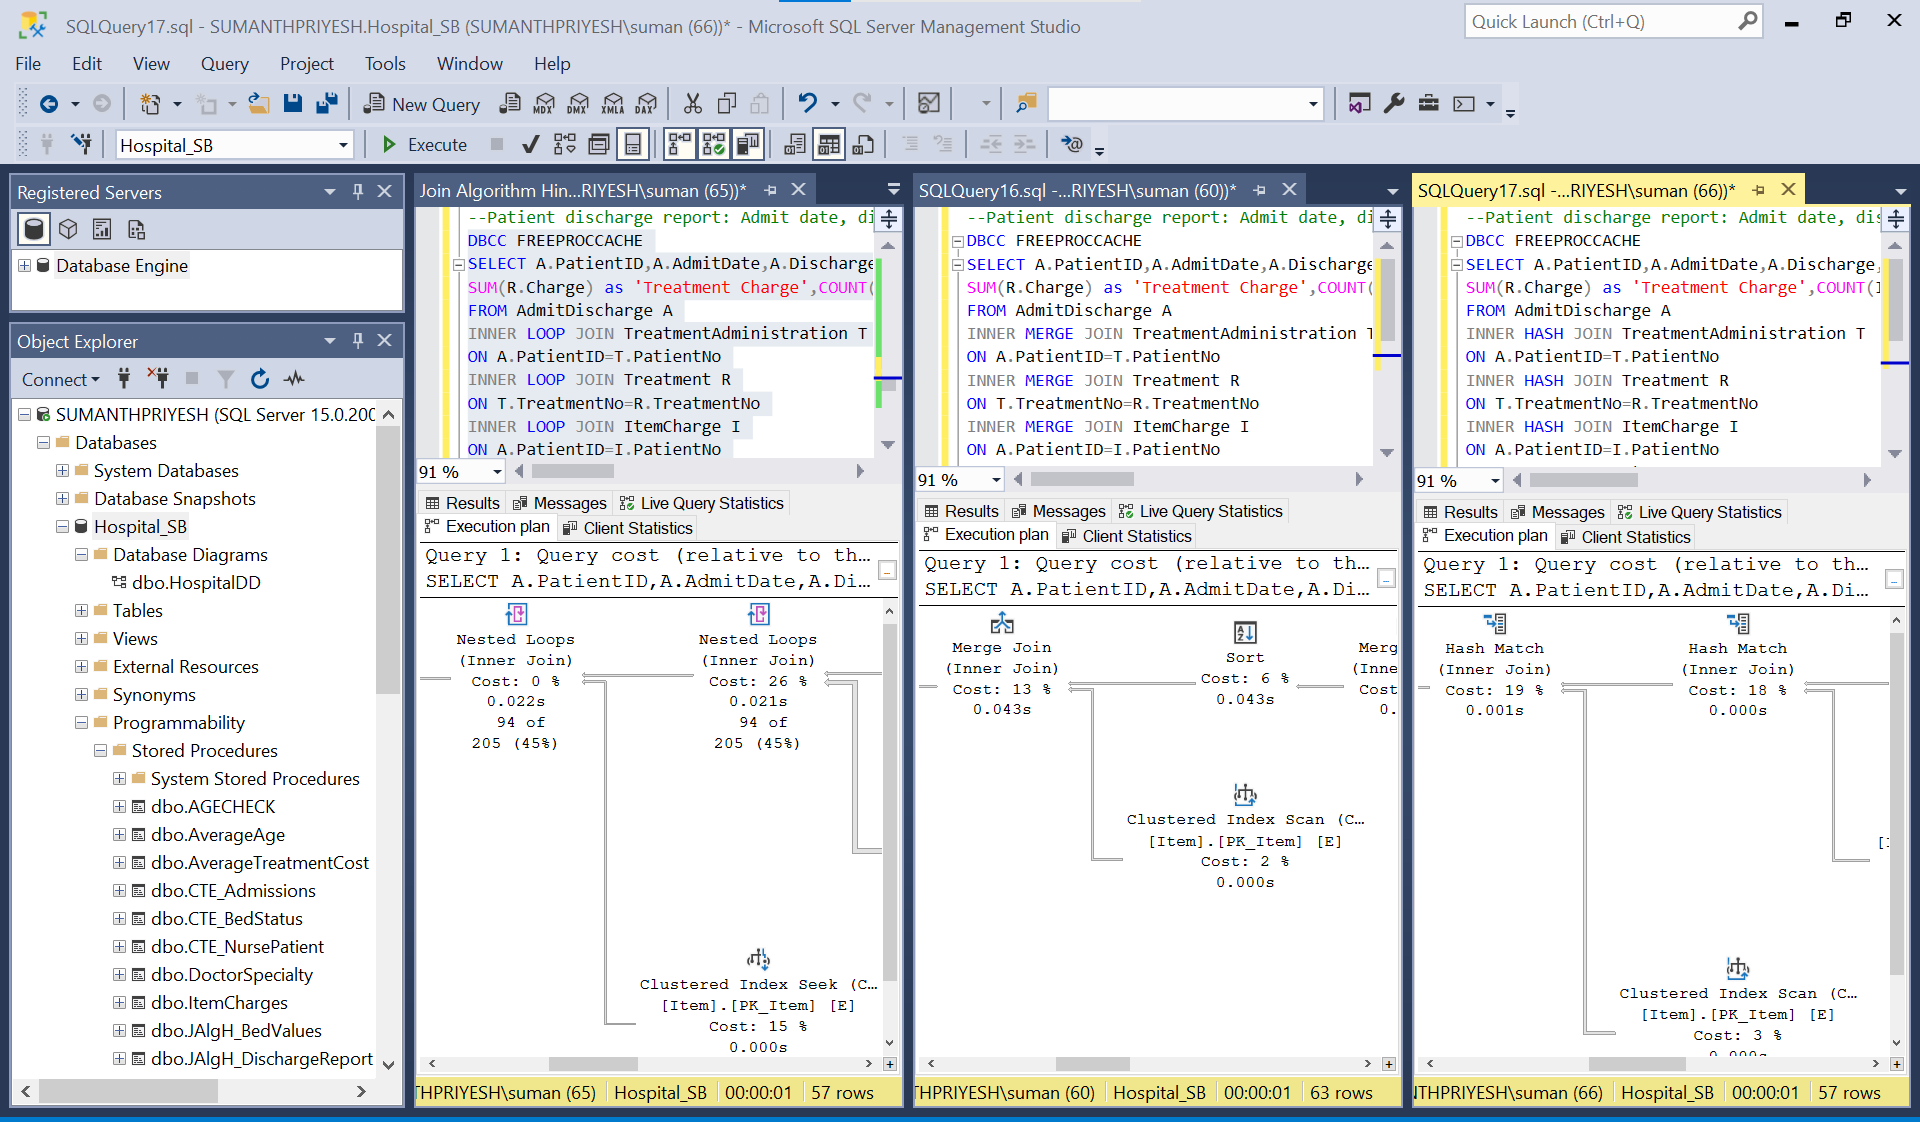 SQLQuery17.sql - SUMANTHPRIYESH.Hospital_SB (SUMANTHPRIYESH\suman (66))* - Microsoft SQL Server Management Studio
Quick Launch (Ctrl+Q)
File Edit View Query Project Tools Window Help
New Query MDX DMX XMLA DAX
Hospital_SB Execute
Registered Servers
Database Engine
Object Explorer
Connect
SUMANTHPRIYESH (SQL Server 15.0.200
Databases
System Databases
Database Snapshots
Hospital_SB
Database Diagrams
dbo.HospitalDD
Tables
Views
External Resources
Synonyms
Programmability
Stored Procedures
System Stored Procedures
dbo.AGECHECK
dbo.AverageAge
dbo.AverageTreatmentCost
dbo.CTE_Admissions
dbo.CTE_BedStatus
dbo.CTE_NursePatient
dbo.DoctorSpecialty
dbo.ItemCharges
dbo.JAlgH_BedValues
dbo.JAlgH_DischargeReport
Join Algorithm Hin...RIYESH\suman (65))*
--Patient discharge report: Admit date, di
DBCC FREEPROCCACHE
SELECT A.PatientID,A.AdmitDate,A.Discharge
SUM(R.Charge) as 'Treatment Charge',COUNT(
FROM AdmitDischarge A
INNER LOOP JOIN TreatmentAdministration T
ON A.PatientID=T.PatientNo
INNER LOOP JOIN Treatment R
ON T.TreatmentNo=R.TreatmentNo
INNER LOOP JOIN ItemCharge I
ON A.PatientID=I.PatientNo
91 %
Results Messages Live Query Statistics
Execution plan Client Statistics
Query 1: Query cost (relative to th...
SELECT A.PatientID,A.AdmitDate,A.Di...
Nested Loops
(Inner Join)
Cost: 0 %
0.022s
94 of
205 (45%)
Nested Loops
(Inner Join)
Cost: 26 %
0.021s
94 of
205 (45%)
Clustered Index Seek (C...
[Item].[PK_Item] [E]
Cost: 15 %
0.000s
THPRIYESH\suman (65) Hospital_SB 00:00:01 57 rows
SQLQuery16.sql -...RIYESH\suman (60))*
--Patient discharge report: Admit date, di
DBCC FREEPROCCACHE
SELECT A.PatientID,A.AdmitDate,A.Discharge
SUM(R.Charge) as 'Treatment Charge',COUNT(
FROM AdmitDischarge A
INNER MERGE JOIN TreatmentAdministration T
ON A.PatientID=T.PatientNo
INNER MERGE JOIN Treatment R
ON T.TreatmentNo=R.TreatmentNo
INNER MERGE JOIN ItemCharge I
ON A.PatientID=I.PatientNo
91 %
Results Messages Live Query Statistics
Execution plan Client Statistics
Query 1: Query cost (relative to th...
SELECT A.PatientID,A.AdmitDate,A.Di...
Merge Join
(Inner Join)
Cost: 13 %
0.043s
Sort
Cost: 6 %
0.043s
Merg
(Inne
Cost
0.
Clustered Index Scan (C...
[Item].[PK_Item] [E]
Cost: 2 %
0.000s
THPRIYESH\suman (60) Hospital_SB 00:00:01 63 rows
SQLQuery17.sql -...RIYESH\suman (66))*
--Patient discharge report: Admit date, dis
DBCC FREEPROCCACHE
SELECT A.PatientID,A.AdmitDate,A.Discharge,
SUM(R.Charge) as 'Treatment Charge',COUNT(I
FROM AdmitDischarge A
INNER HASH JOIN TreatmentAdministration T
ON A.PatientID=T.PatientNo
INNER HASH JOIN Treatment R
ON T.TreatmentNo=R.TreatmentNo
INNER HASH JOIN ItemCharge I
ON A.PatientID=I.PatientNo
91 %
Results Messages Live Query Statistics
Execution plan Client Statistics
Query 1: Query cost (relative to th...
SELECT A.PatientID,A.AdmitDate,A.Di...
Hash Match
(Inner Join)
Cost: 19 %
0.001s
Hash Match
(Inner Join)
Cost: 18 %
0.000s
Clustered Index Scan (C...
[Item].[PK_Item] [E]
Cost: 3 %
0.000s
ITHPRIYESH\suman (66) Hospital_SB 00:00:01 57 rows